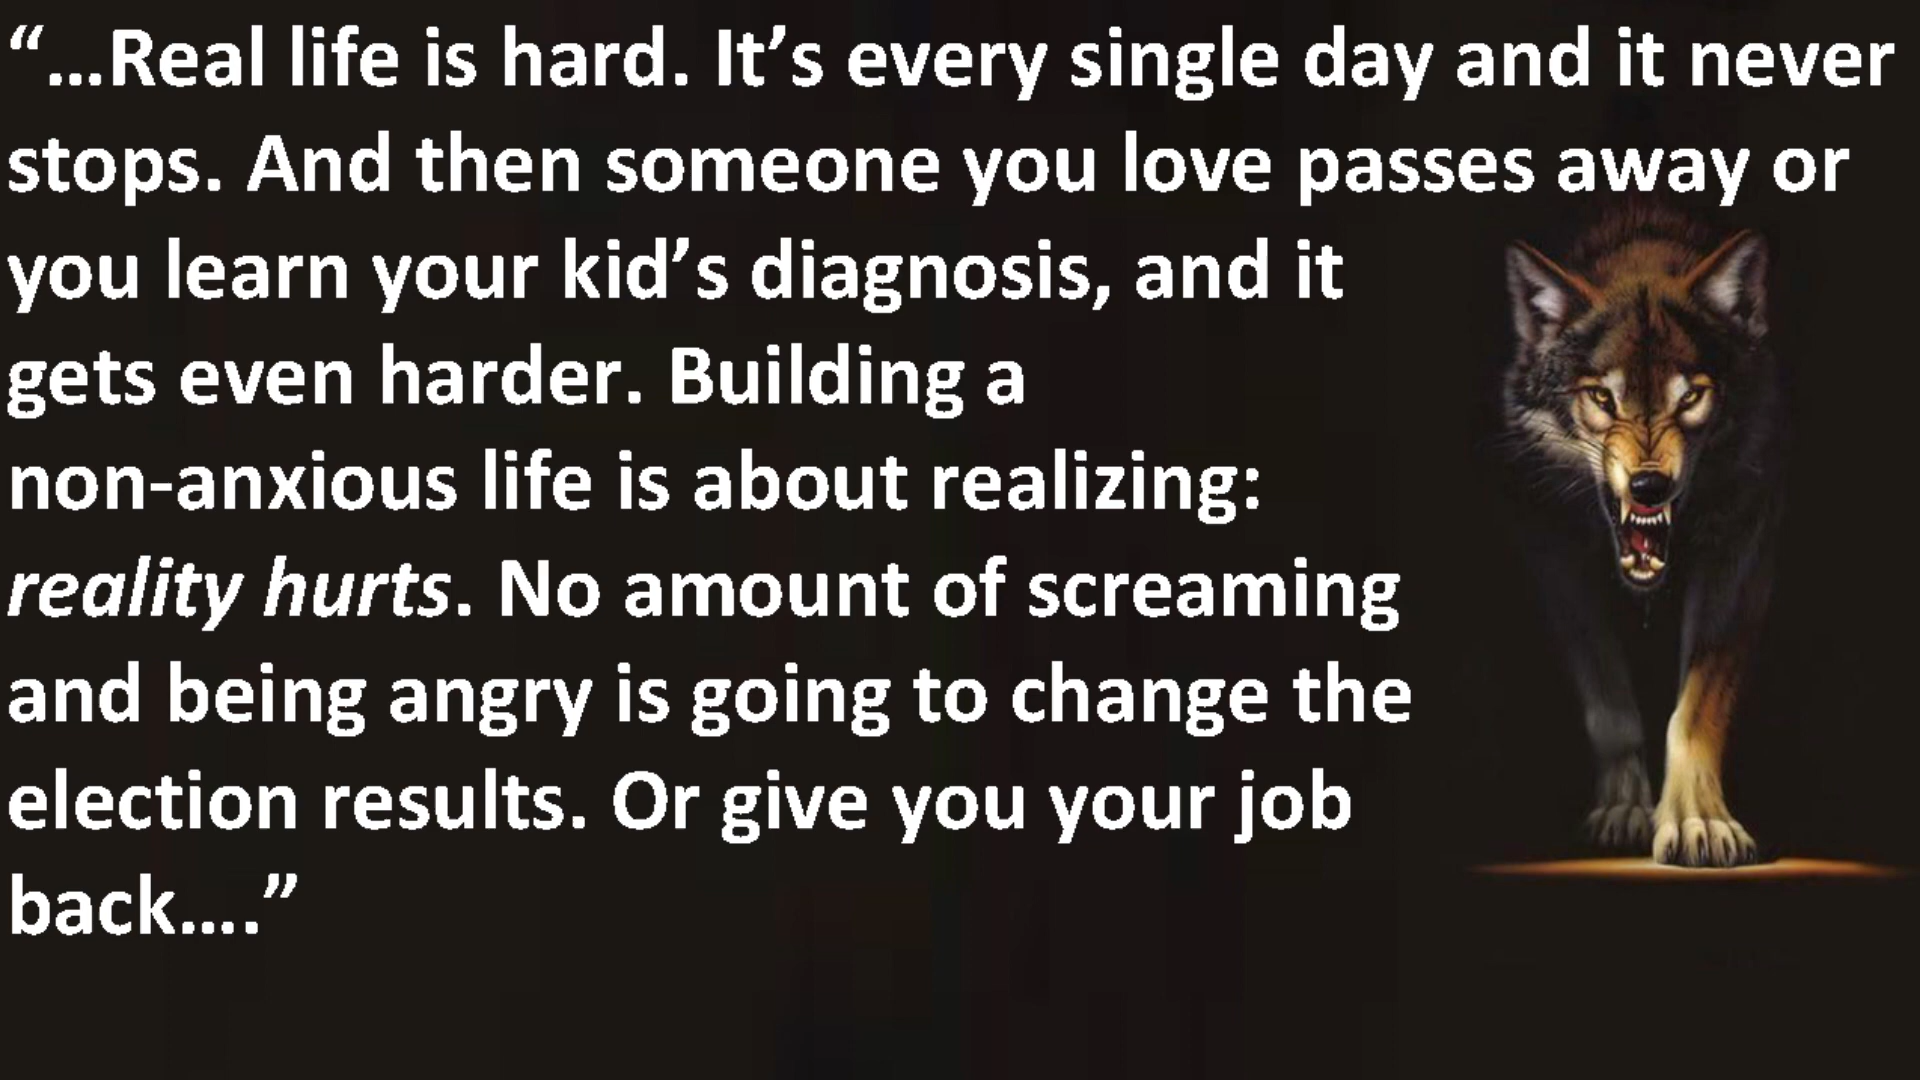 “…Real life is hard. It’s every single day and it never
stops. And then someone you love passes away or
you learn your kid’s diagnosis, and it
gets even harder. Building a
non-anxious life is about realizing:
reality hurts. No amount of screaming
and being angry is going to change the
election results. Or give you your job
back….”